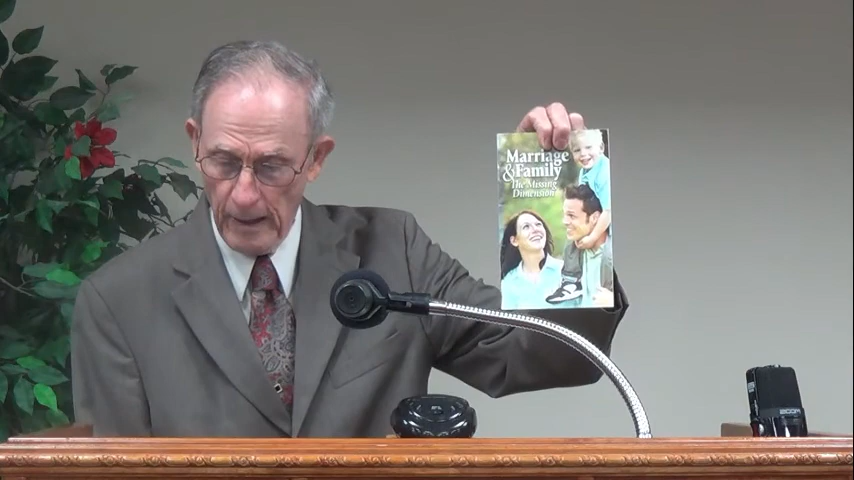 Marriage
& Family
The Missing
Dimension
zoom